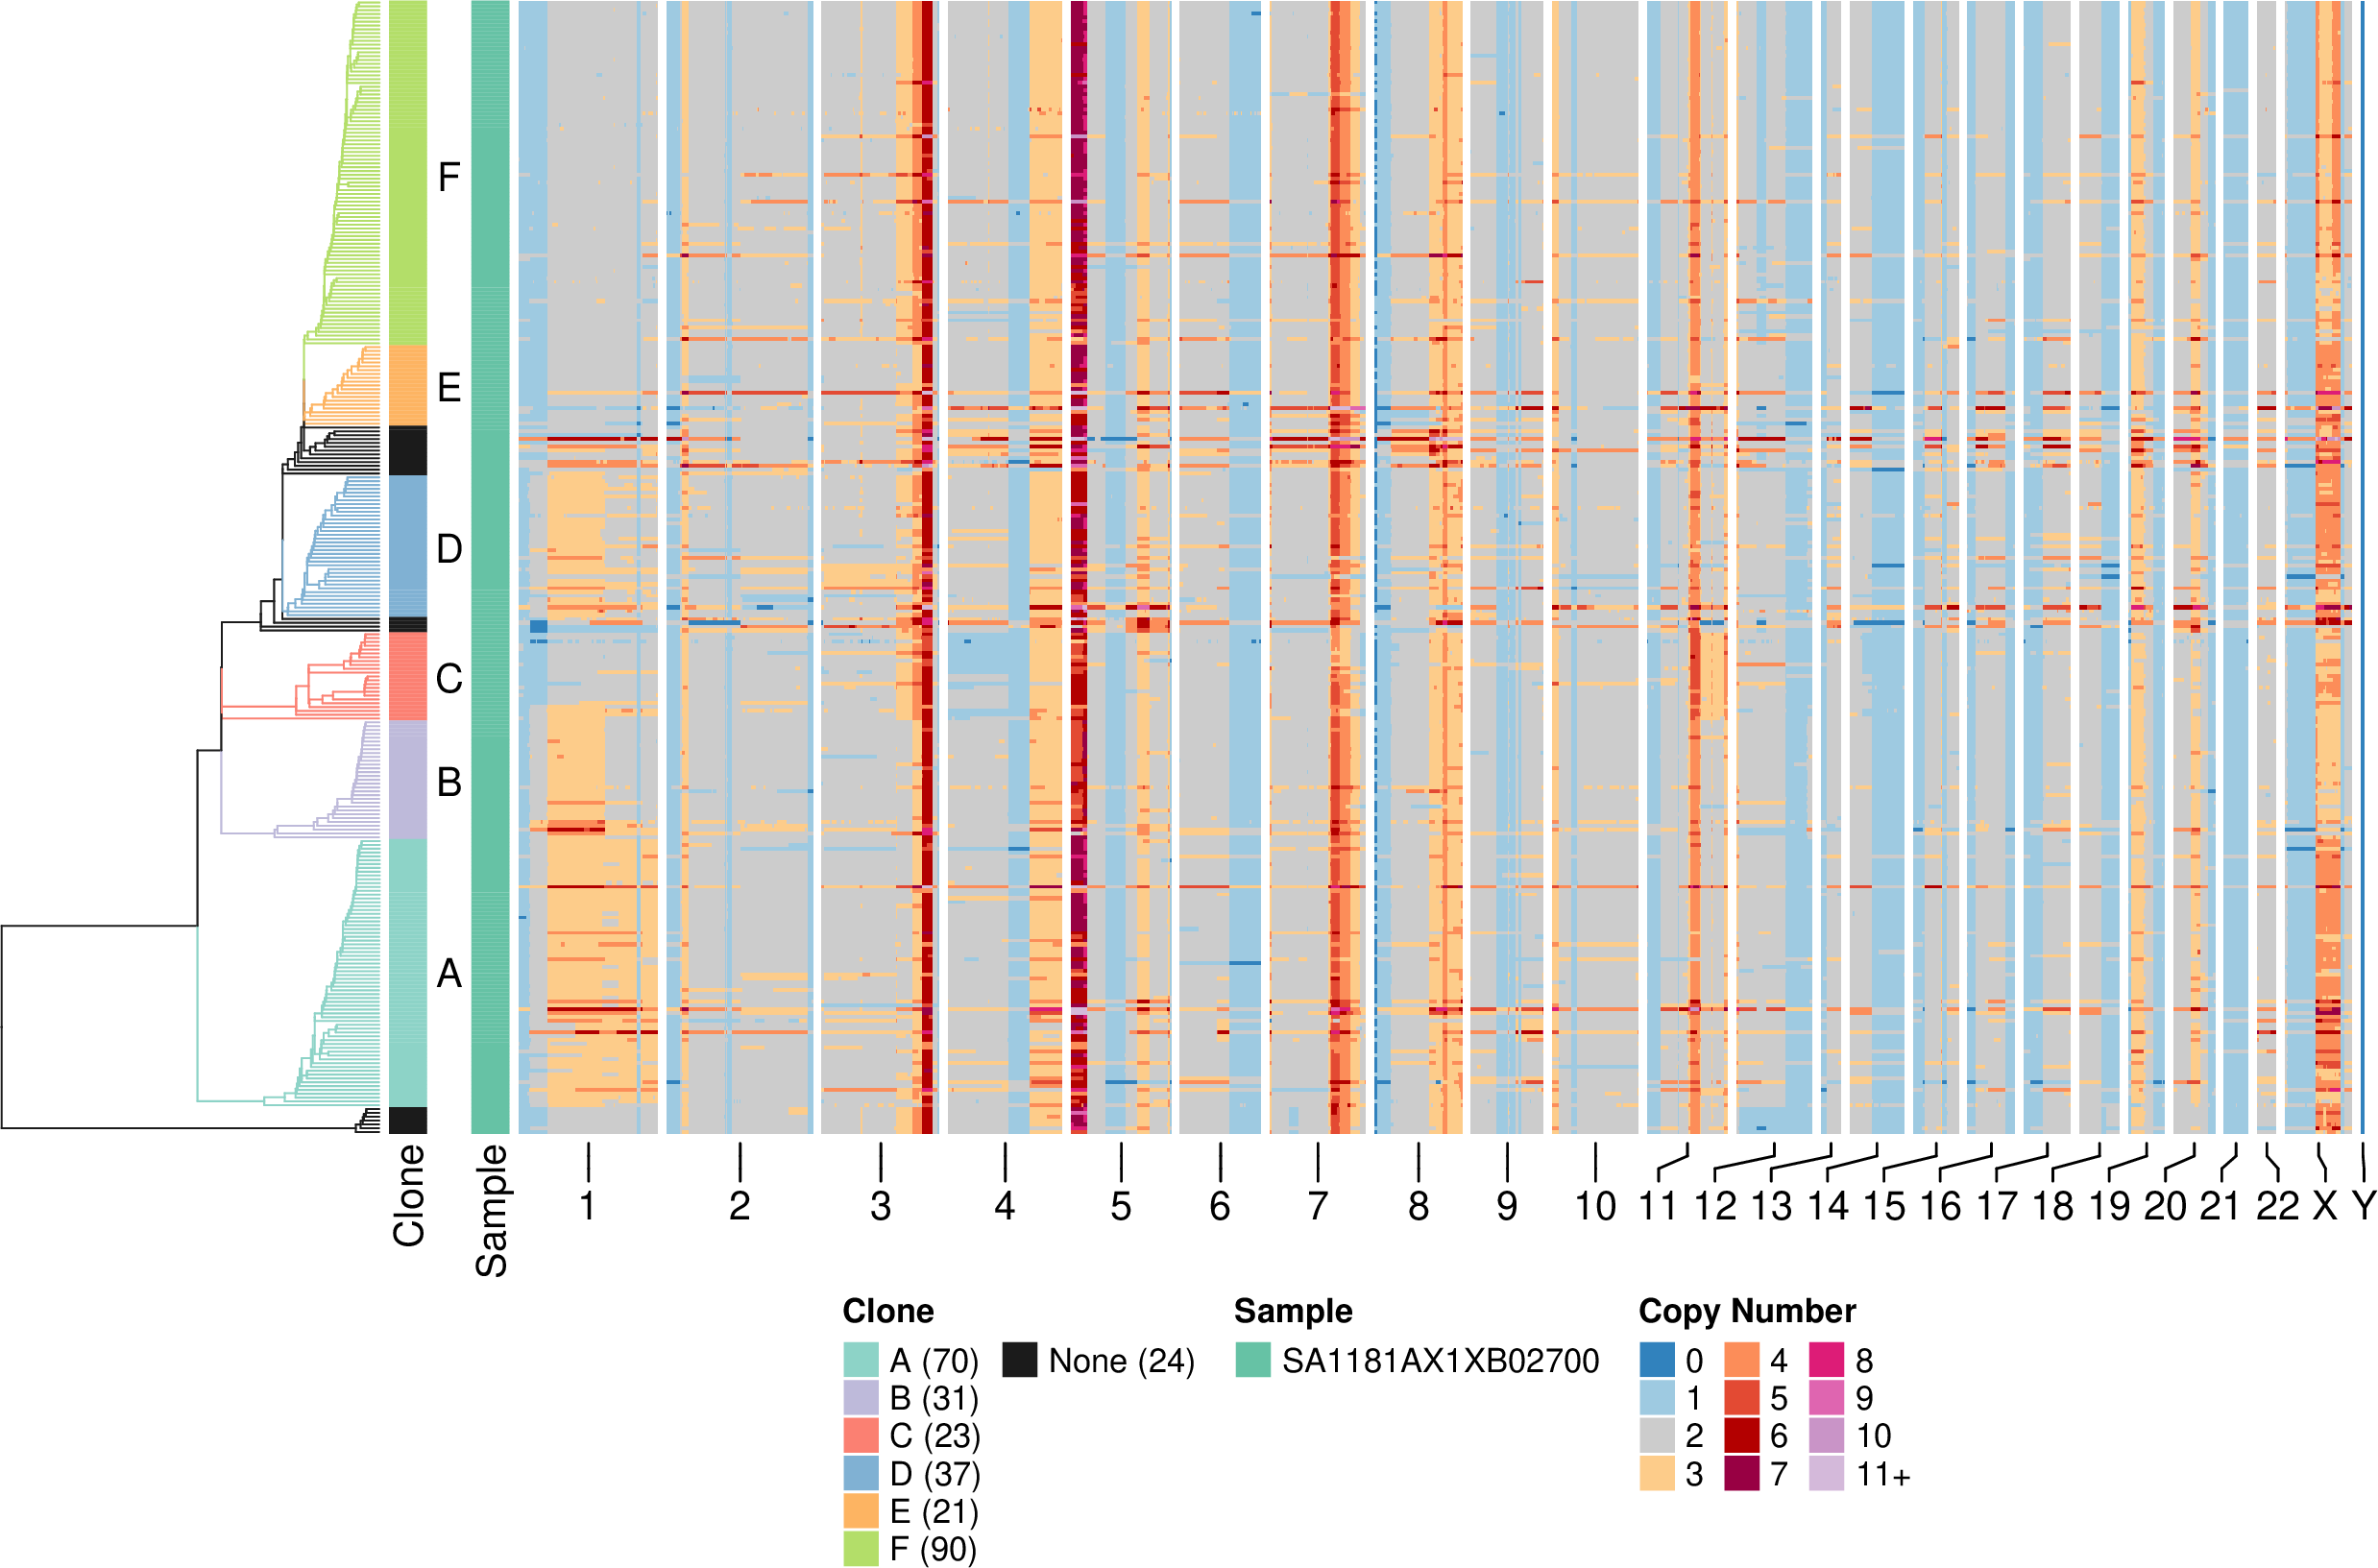 F
E
D
C
B
A
Clone
Sample
1 2 3 4 5 6 7 8 9 10 11 12 13 14 15 16 17 18 19 20 21 22 X Y
Clone Sample Copy Number
A (70) None (24) SA1181AX1XB02700 0 4 8
B (31) 1 5 9
C (23) 2 6 10
D (37) 3 7 11+
E (21)
F (90)